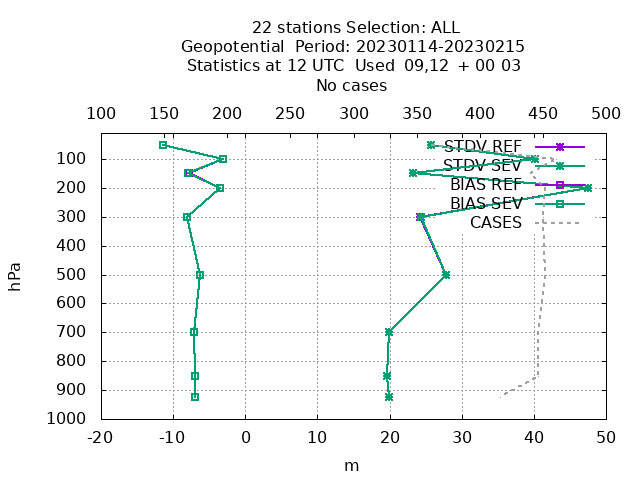 22 stations Selection: ALL
Geopotential  Period: 20230114-20230215
Statistics at 12 UTC  Used  09,12  + 00 03
No cases
100 150 200 250 300 350 400 450 500
STDV REF
100
STDV SEV
200
BIAS REF
BIAS SEV
300
CASES
400
hPa
500
600
700
800
900
1000
-20 -10 0 10 20 30 40 50
m